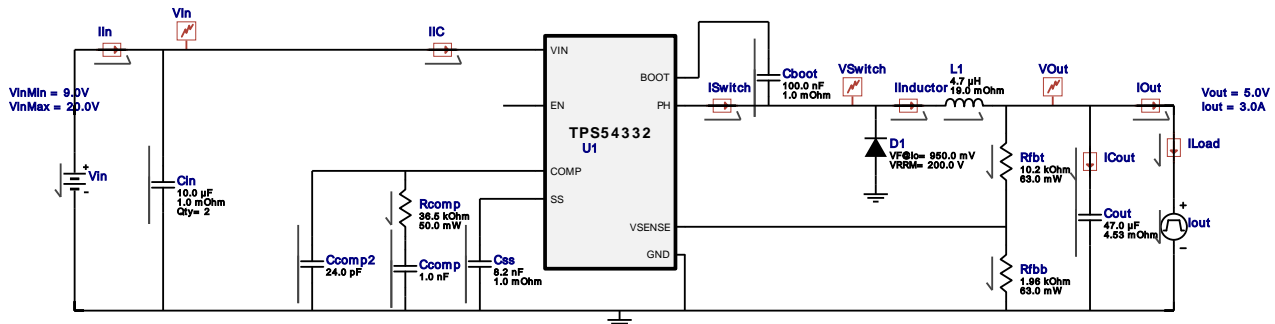 Vin
IIn
IIC
VinMin = 9.0V
VinMax = 20.0V
Vin
+
-
Cin
10.0 µF
1.0 mOhm
Qty= 2
Ccomp2
24.0 pF
Rcomp
36.5 kOhm
50.0 mW
Ccomp
1.0 nF
Css
8.2 nF
1.0 mOhm
VIN
EN
COMP
SS
TPS54332
U1
BOOT
PH
VSENSE
GND
ISwitch
Cboot
100.0 nF
1.0 mOhm
VSwitch
D1
VF@Io= 950.0 mV
VRRM= 200.0 V
IInductor
L1
4.7 µH
19.0 mOhm
VOut
Rfbt
10.2 kOhm
63.0 mW
Rfbb
1.96 kOhm
63.0 mW
ICout
Cout
47.0 µF
4.53 mOhm
IOut
Vout = 5.0V
Iout = 3.0A
ILoad
+
Iout
-